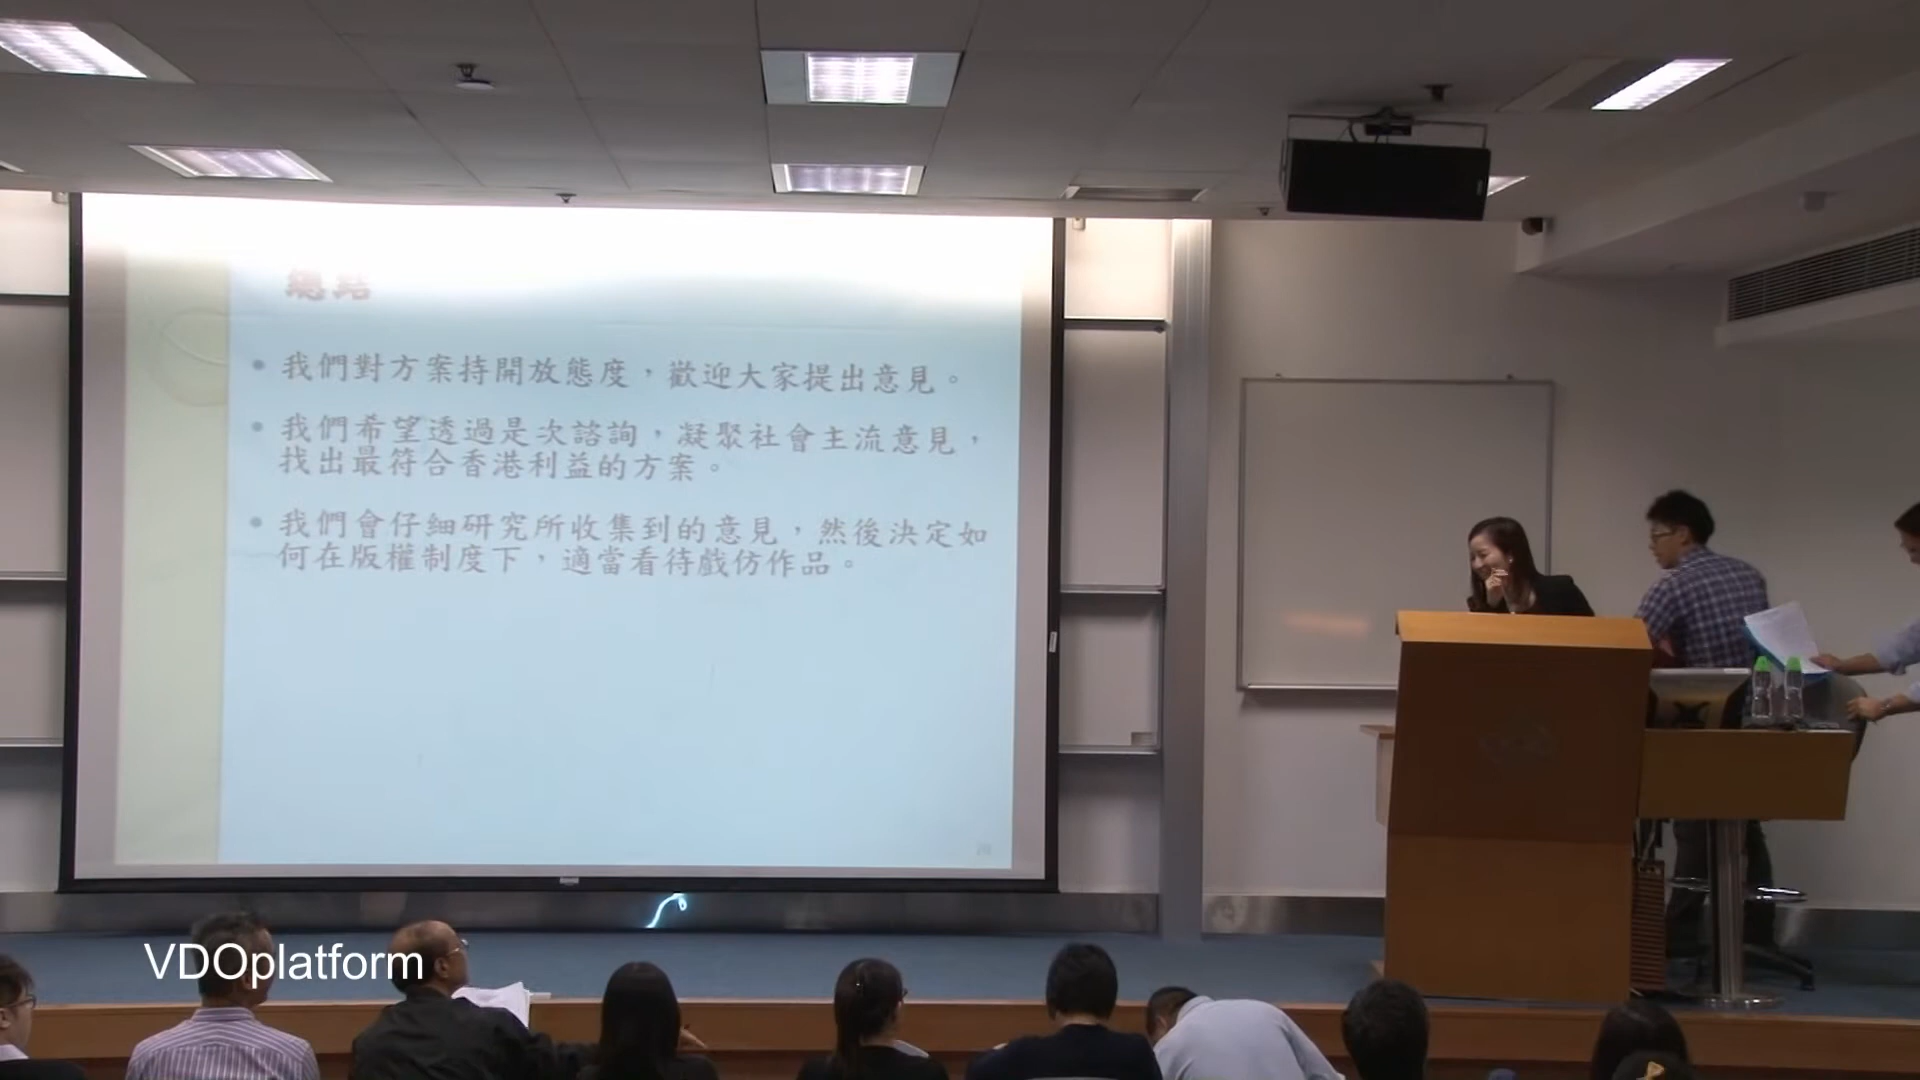 總結
• 我們對方案持開放態度，歡迎大家提出意見。
• 我們希望透過是次諮詢，凝聚社會主流意見，
找出最符合香港利益的方案。
• 我們會仔細研究所收集到的意見，然後決定如
何在版權制度下，適當看待戲仿作品。
VDOplatform